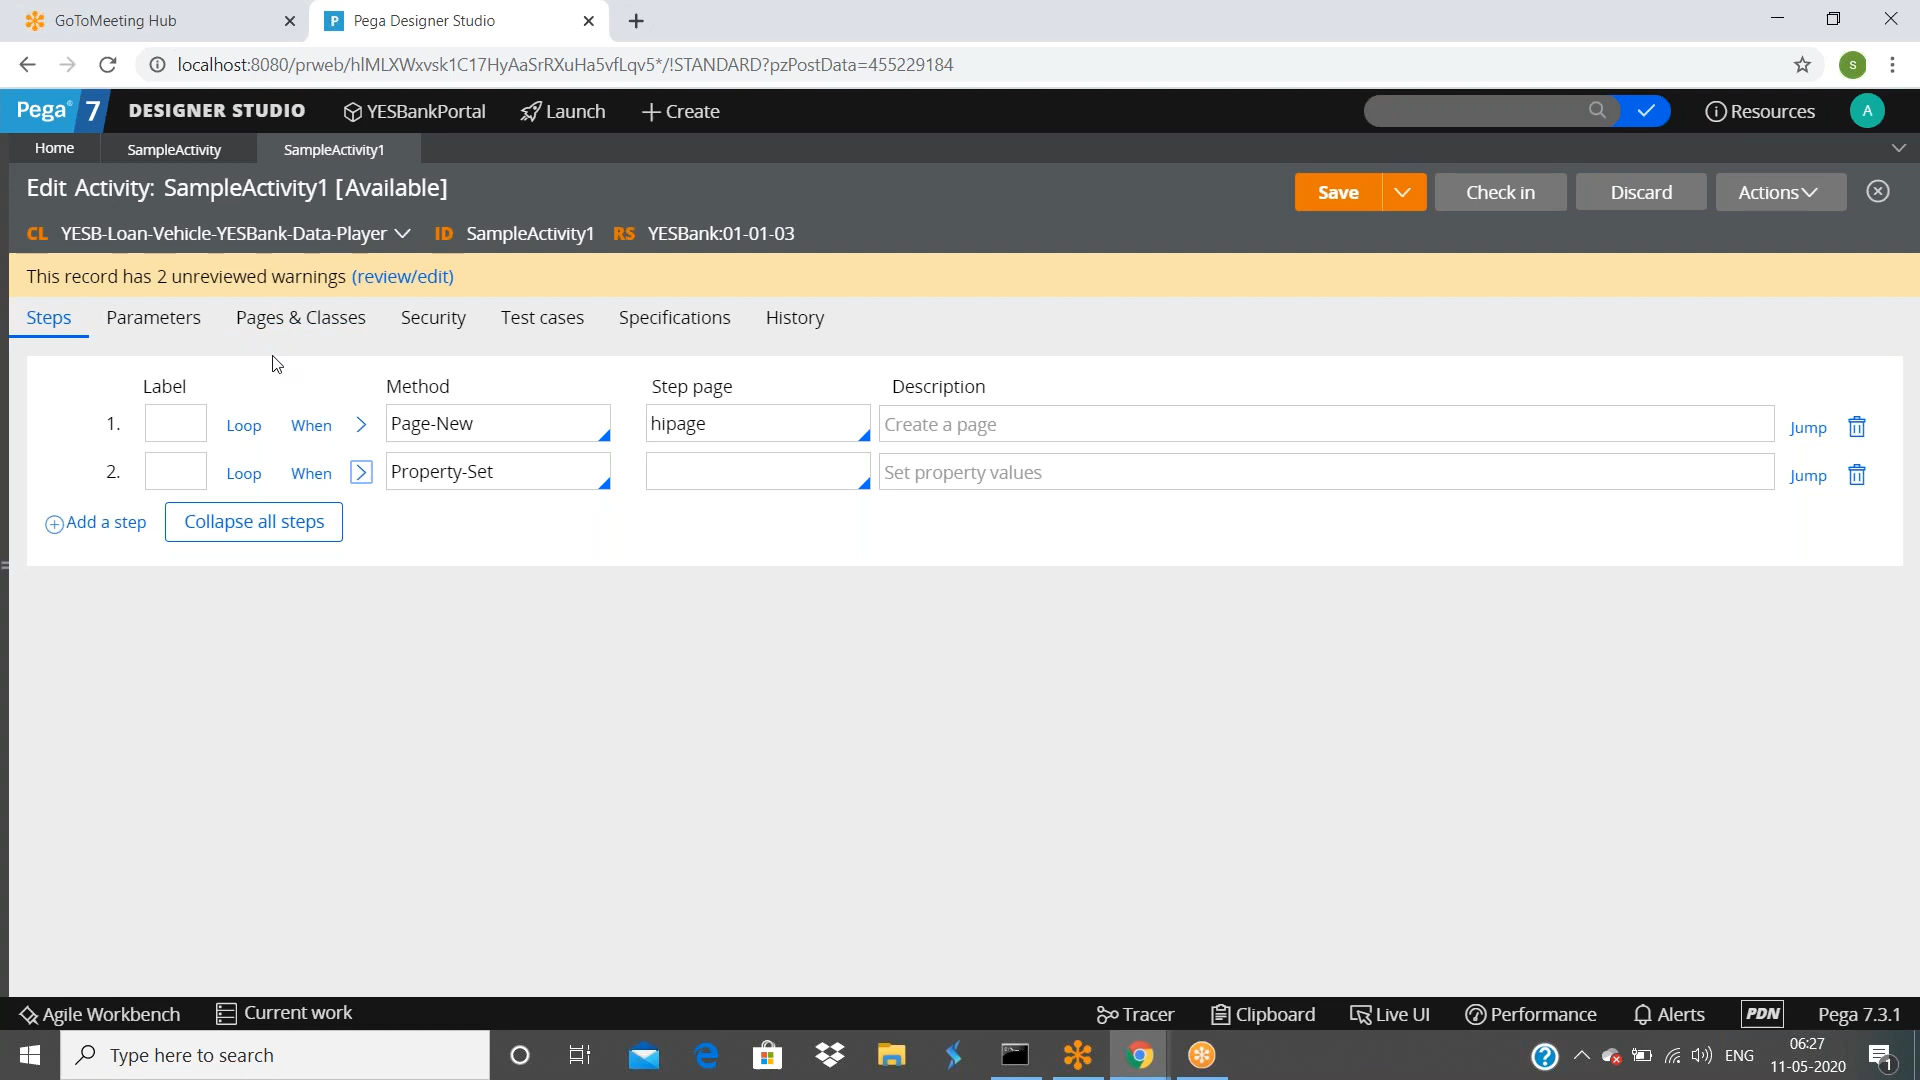 GoToMeeting Hub
Pega Designer Studio
localhost:8080/prweb/hIMLXWxvsk1C17HyAaSrRXuHa5vfLqv5*/!STANDARD?pzPostData=455229184
S
Pega 7 DESIGNER STUDIO YESBankPortal Launch Create Resources A
Home SampleActivity SampleActivity1
Edit Activity: SampleActivity1 [Available]
Save Check in Discard Actions
CL YESB-Loan-Vehicle-YESBank-Data-Player ID SampleActivity1 RS YESBank:01-01-03
This record has 2 unreviewed warnings (review/edit)
Steps Parameters Pages & Classes Security Test cases Specifications History
Label Method Step page Description
1. Loop When Page-New hipage Create a page Jump
2. Loop When Property-Set Set property values Jump
Add a step Collapse all steps
Agile Workbench Current work Tracer Clipboard Live UI Performance Alerts PDN Pega 7.3.1
Type here to search
ENG
06:27
11-05-2020
1